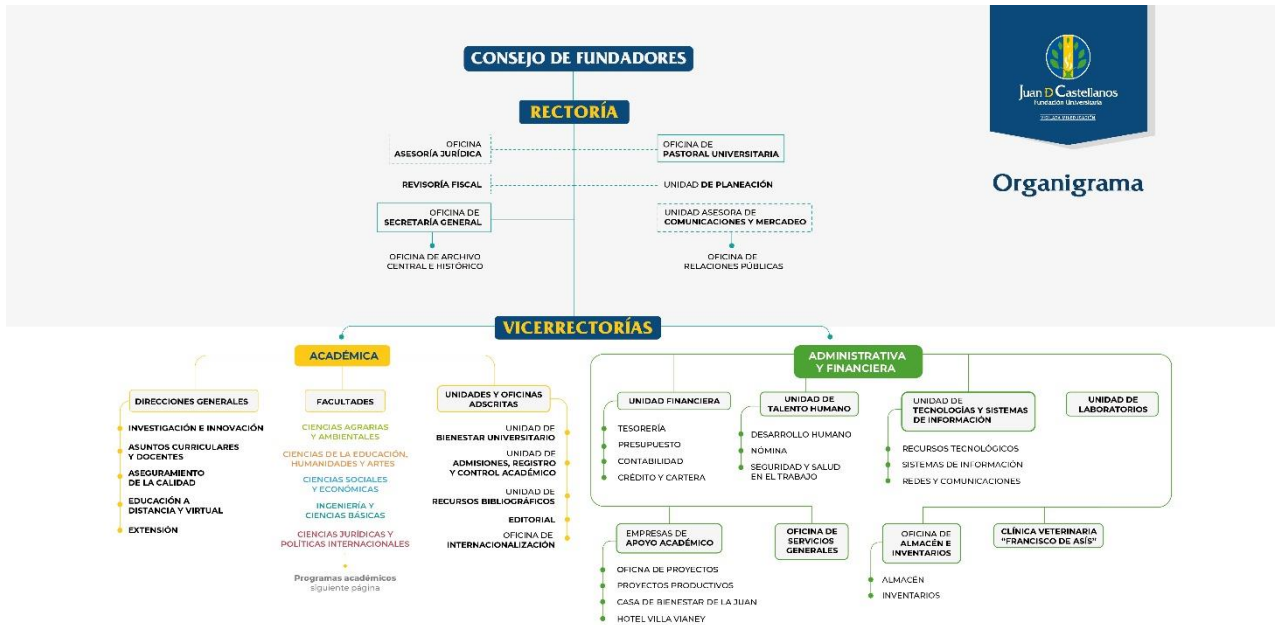 CONSEJO DE FUNDADORES
Juan D Castellanos
Fundación Universitaria
VIGILADA MINEDUCACIÓN
Organigrama
RECTORÍA
OFICINA
ASESORÍA JURÍDICA
OFICINA DE
PASTORAL UNIVERSITARIA
REVISORÍA FISCAL
UNIDAD DE PLANEACIÓN
OFICINA DE
SECRETARÍA GENERAL
UNIDAD ASESORA DE
COMUNICACIONES Y MERCADEO
OFICINA DE ARCHIVO
CENTRAL E HISTÓRICO
OFICINA DE
RELACIONES PÚBLICAS
VICERRECTORÍAS
ACADÉMICA
DIRECCIONES GENERALES
INVESTIGACIÓN E INNOVACIÓN
ASUNTOS CURRICULARES
Y DOCENTES
ASEGURAMIENTO
DE LA CALIDAD
EDUCACIÓN A
DISTANCIA Y VIRTUAL
EXTENSIÓN
FACULTADES
CIENCIAS AGRARIAS
Y AMBIENTALES
CIENCIAS DE LA EDUCACIÓN,
HUMANIDADES Y ARTES
CIENCIAS SOCIALES
Y ECONÓMICAS
INGENIERÍA Y
CIENCIAS BÁSICAS
CIENCIAS JURÍDICAS Y
POLÍTICAS INTERNACIONALES
Programas académicos
siguiente página
UNIDADES Y OFICINAS
ADSCRITAS
UNIDAD DE
BIENESTAR UNIVERSITARIO
UNIDAD DE
ADMISIONES, REGISTRO
Y CONTROL ACADÉMICO
UNIDAD DE
RECURSOS BIBLIOGRÁFICOS
EDITORIAL
OFICINA DE
INTERNACIONALIZACIÓN
ADMINISTRATIVA
Y FINANCIERA
UNIDAD FINANCIERA
TESORERÍA
PRESUPUESTO
CONTABILIDAD
CRÉDITO Y CARTERA
UNIDAD DE
TALENTO HUMANO
DESARROLLO HUMANO
NÓMINA
SEGURIDAD Y SALUD
EN EL TRABAJO
UNIDAD DE
TECNOLOGÍAS Y SISTEMAS
DE INFORMACIÓN
RECURSOS TECNOLÓGICOS
SISTEMAS DE INFORMACIÓN
REDES Y COMUNICACIONES
UNIDAD DE
LABORATORIOS
EMPRESAS DE
APOYO ACADÉMICO
OFICNA DE PROYECTOS
PROYECTOS PRODUCTIVOS
CASA DE BIENESTAR DE LA JUAN
HOTEL VILLA VIANEY
OFICINA DE
SERVICIOS
GENERALES
OFICINA DE
ALMACÉN E
INVENTARIOS
ALMACÉN
INVENTARIOS
CLÍNICA VETERINARIA
“FRANCISCO DE ASÍS”